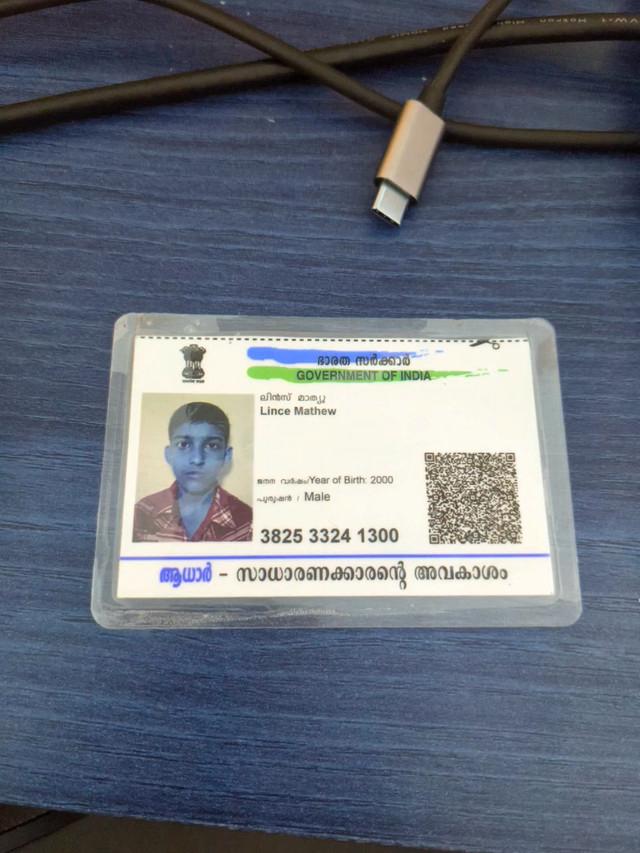 ഭാരത സർക്കാർ
GOVERNMENT OF INDIA
ലിൻസ് മാത്യൂ
Lince Mathew
ജനന വർഷം/Year of Birth: 2000
പുരുഷൻ / Male
3825 3324 1300
ആധാർ - സാധാരണക്കാരന്റെ അവകാശം